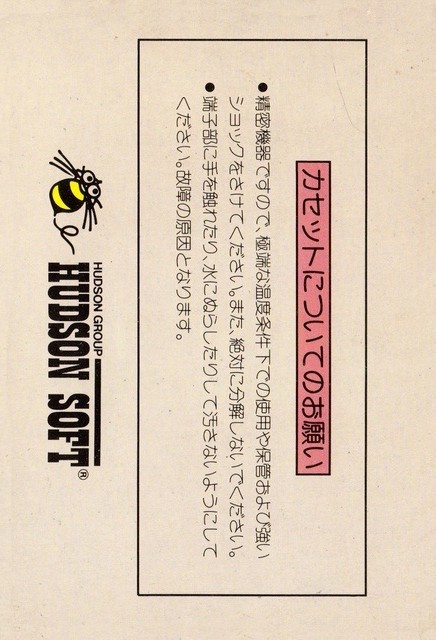 カセットについてのお願い
●精密機器ですので、極端な温度条件下での使用や保管および強い
ショックをさけてください。また、絶対に分解しないでください。
●端子部に手を触れたり、水にぬらしたりして汚さないようにして
ください。故障の原因となります。
HUDSON GROUP
HUDSON SOFT®